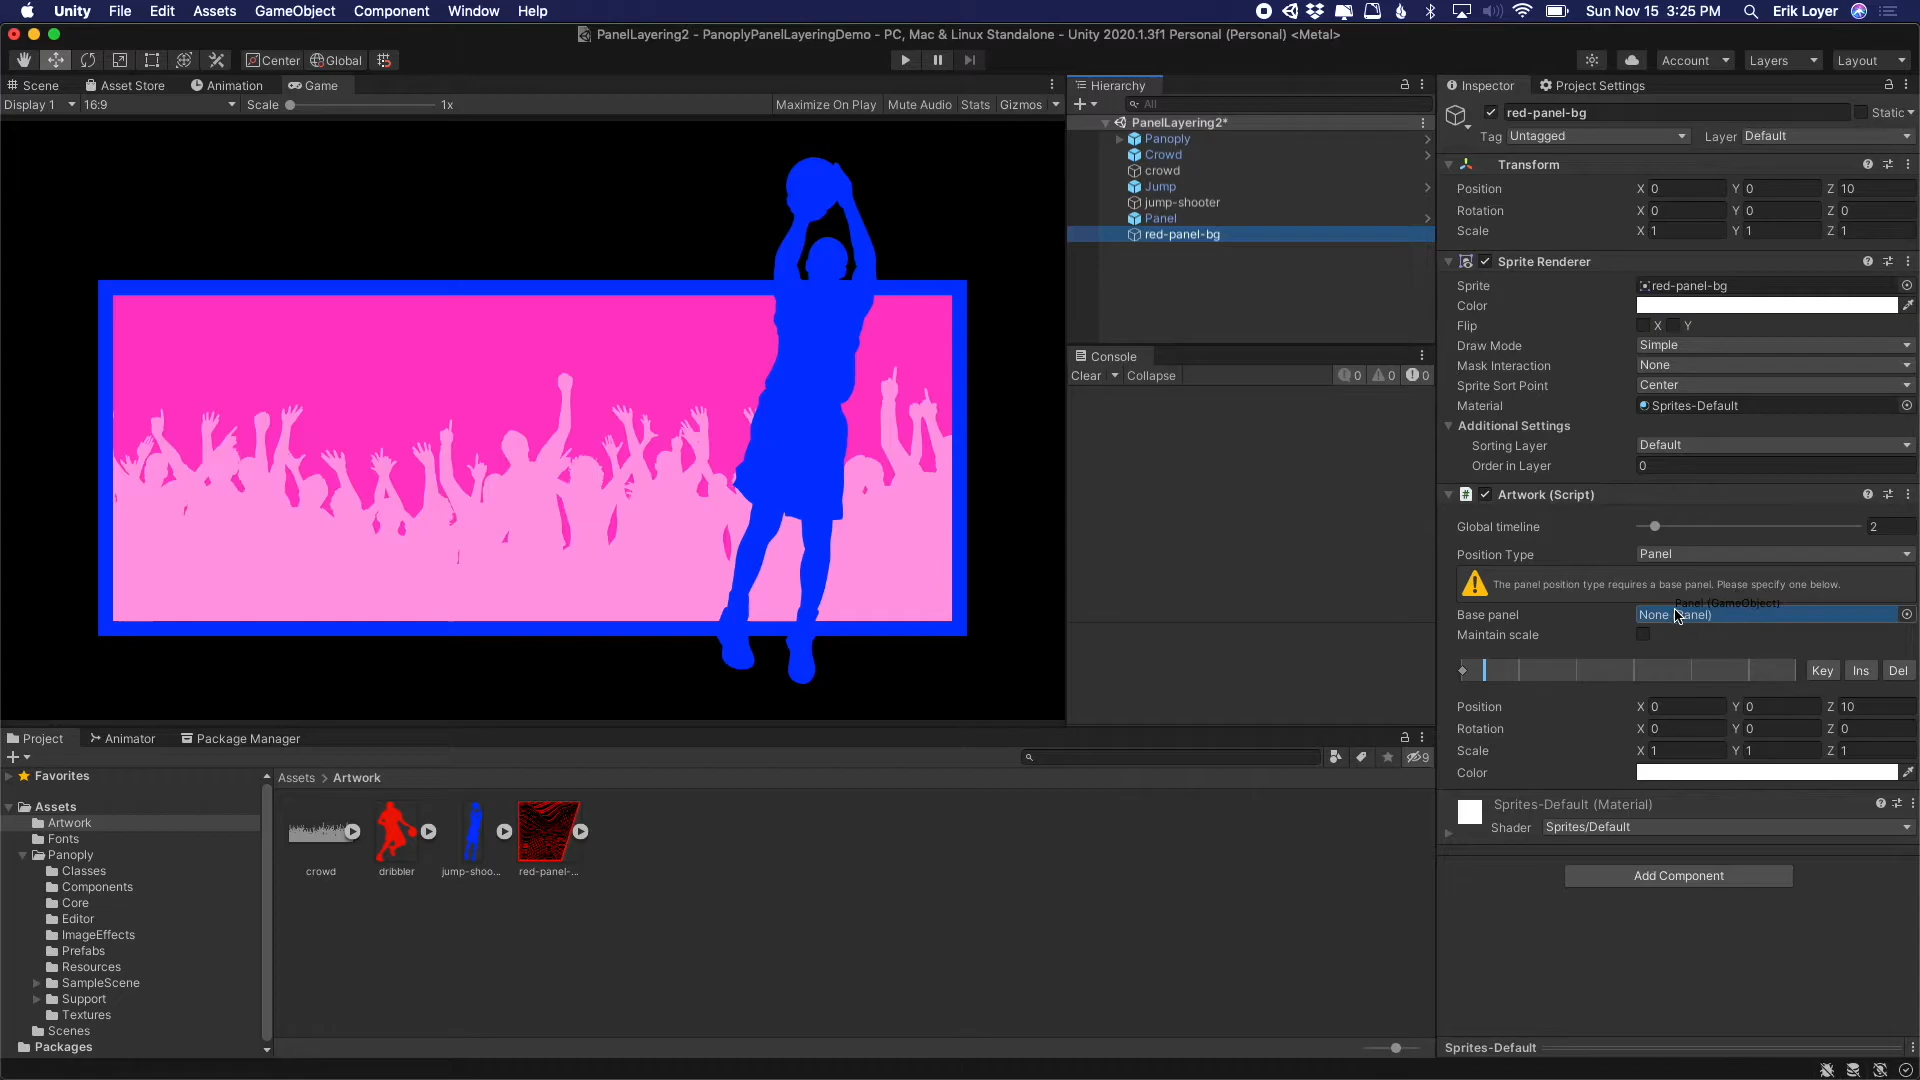 Unity File Edit Assets GameObject Component Window Help
Sun Nov 15 3:25 PM Erik Loyer
PanelLayering2 - PanoplyPanelLayeringDemo - PC, Mac & Linux Standalone - Unity 2020.1.3f1 Personal (Personal) <Metal>
Center Global Account Layers Layout
Scene Asset Store Animation Game
Display 1 16:9 Scale 1x Maximize On Play Mute Audio Stats Gizmos
Hierarchy
All
PanelLayering2*
Panoply
Crowd
crowd
Jump
jump-shooter
Panel
red-panel-bg
Console
Clear Collapse 0 0 0
Inspector Project Settings
red-panel-bg Static
Tag Untagged Layer Default
Transform
Position X 0 Y 0 Z 10
Rotation X 0 Y 0 Z 0
Scale X 1 Y 1 Z 1
Sprite Renderer
Sprite red-panel-bg
Color
Flip X Y
Draw Mode Simple
Mask Interaction None
Sprite Sort Point Center
Material Sprites-Default
Additional Settings
Sorting Layer Default
Order in Layer 0
Artwork (Script)
Global timeline 2
Position Type Panel
The panel position type requires a base panel. Please specify one below.
Panel (GameObject)
Base panel None (Panel)
Maintain scale
Key Ins Del
Position X 0 Y 0 Z 10
Rotation X 0 Y 0 Z 0
Scale X 1 Y 1 Z 1
Color
Sprites-Default (Material)
Shader Sprites/Default
Add Component
Sprites-Default
Project Animator Package Manager
9
Favorites
Assets
Artwork
Fonts
Panoply
Classes
Components
Core
Editor
ImageEffects
Prefabs
Resources
SampleScene
Support
Textures
Scenes
Packages
Assets > Artwork
crowd dribbler jump-shoo... red-panel-...